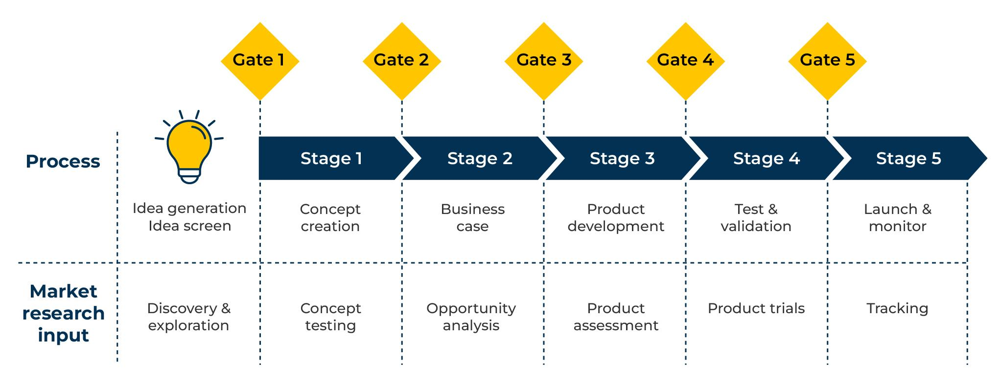 Gate 1
Gate 2
Gate 3
Gate 4
Gate 5
Process
Stage 1
Stage 2
Stage 3
Stage 4
Stage 5
Idea generation
Idea screen
Concept
creation
Business
case
Product
development
Test &
validation
Launch &
monitor
Market
research
input
Discovery &
exploration
Concept
testing
Opportunity
analysis
Product
assessment
Product trials
Tracking